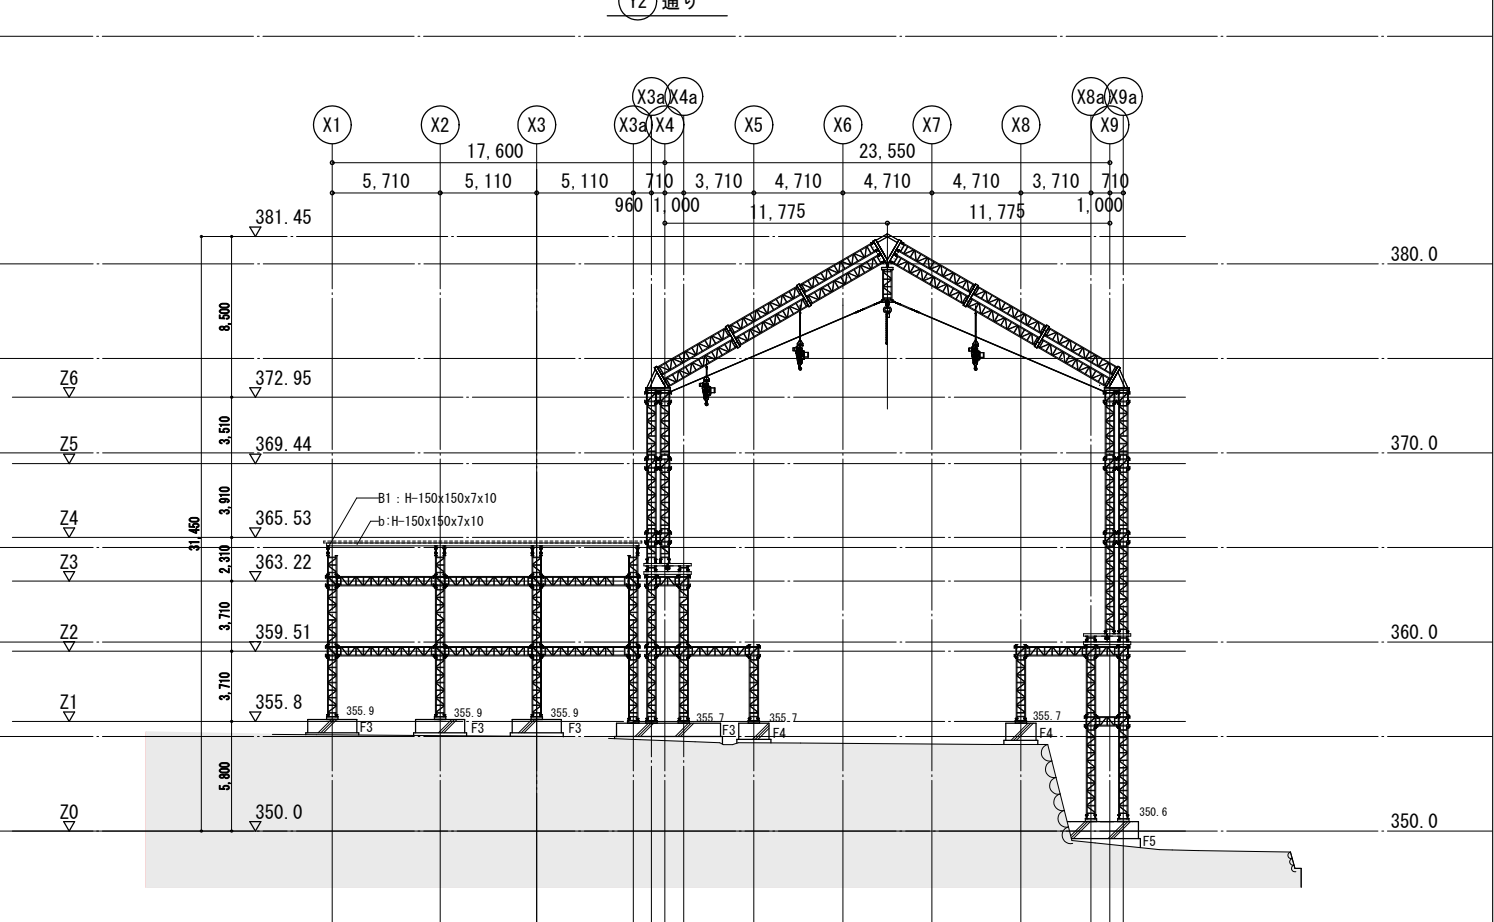 Y2 通り
X3a X4a X8a X9a
X1 X2 X3 X3a X4 X5 X6 X7 X8 X9
17,600 23,550
5,710 5,110 5,110 710 3,710 4,710 4,710 4,710 3,710 710
960 1,000 11,775 11,775 1,000
381.45
380.0
8,500
Z6 372.95
3,510
Z5 369.44 370.0
3,910
B1 : H-150x150x7x10
b:H-150x150x7x10
Z4 365.53
31,450
2,310
Z3 363.22
3,710
Z2 359.51 360.0
3,710
Z1 355.8
355.9 355.9 355.9 355.7 355.7 355.7
F3 F3 F3 F3 F4 F4
5,800
Z0 350.0 350.6 350.0
F5